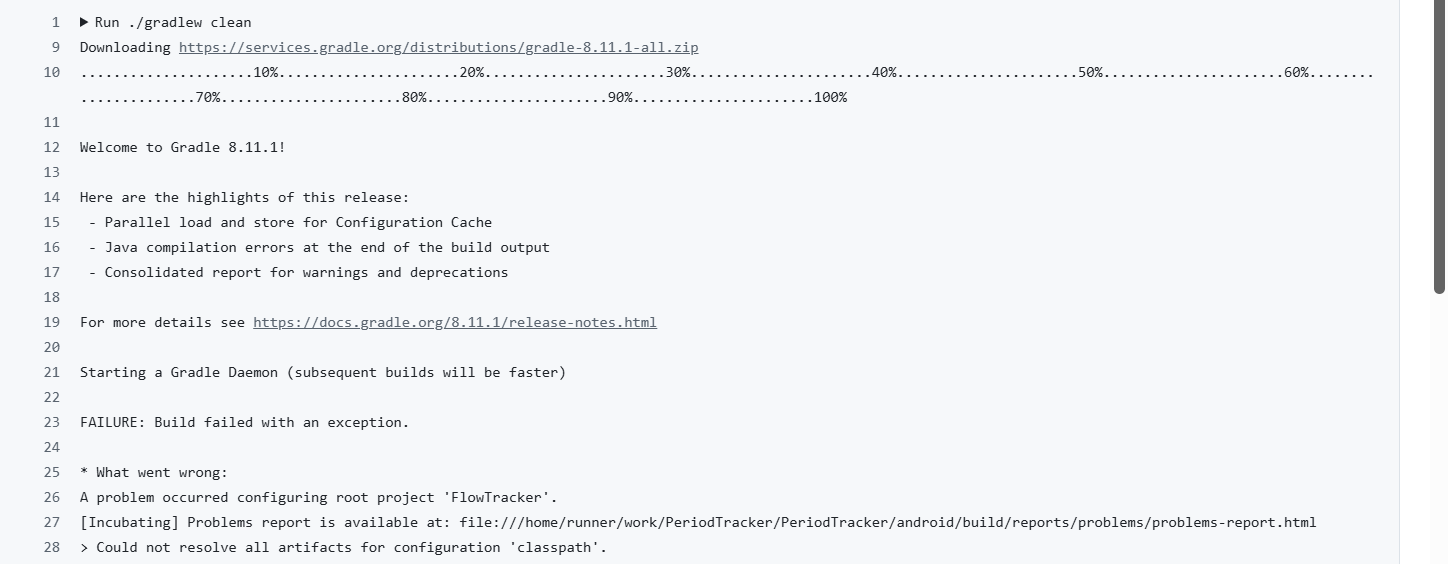 1 ▶ Run ./gradlew clean
9 Downloading https://services.gradle.org/distributions/gradle-8.11.1-all.zip
10 .....................10%......................20%......................30%......................40%......................50%......................60%........
..............70%......................80%......................90%......................100%
11
12 Welcome to Gradle 8.11.1!
13
14 Here are the highlights of this release:
15 - Parallel load and store for Configuration Cache
16 - Java compilation errors at the end of the build output
17 - Consolidated report for warnings and deprecations
18
19 For more details see https://docs.gradle.org/8.11.1/release-notes.html
20
21 Starting a Gradle Daemon (subsequent builds will be faster)
22
23 FAILURE: Build failed with an exception.
24
25 * What went wrong:
26 A problem occurred configuring root project 'FlowTracker'.
27 [Incubating] Problems report is available at: file:///home/runner/work/PeriodTracker/PeriodTracker/android/build/reports/problems/problems-report.html
28 > Could not resolve all artifacts for configuration 'classpath'.